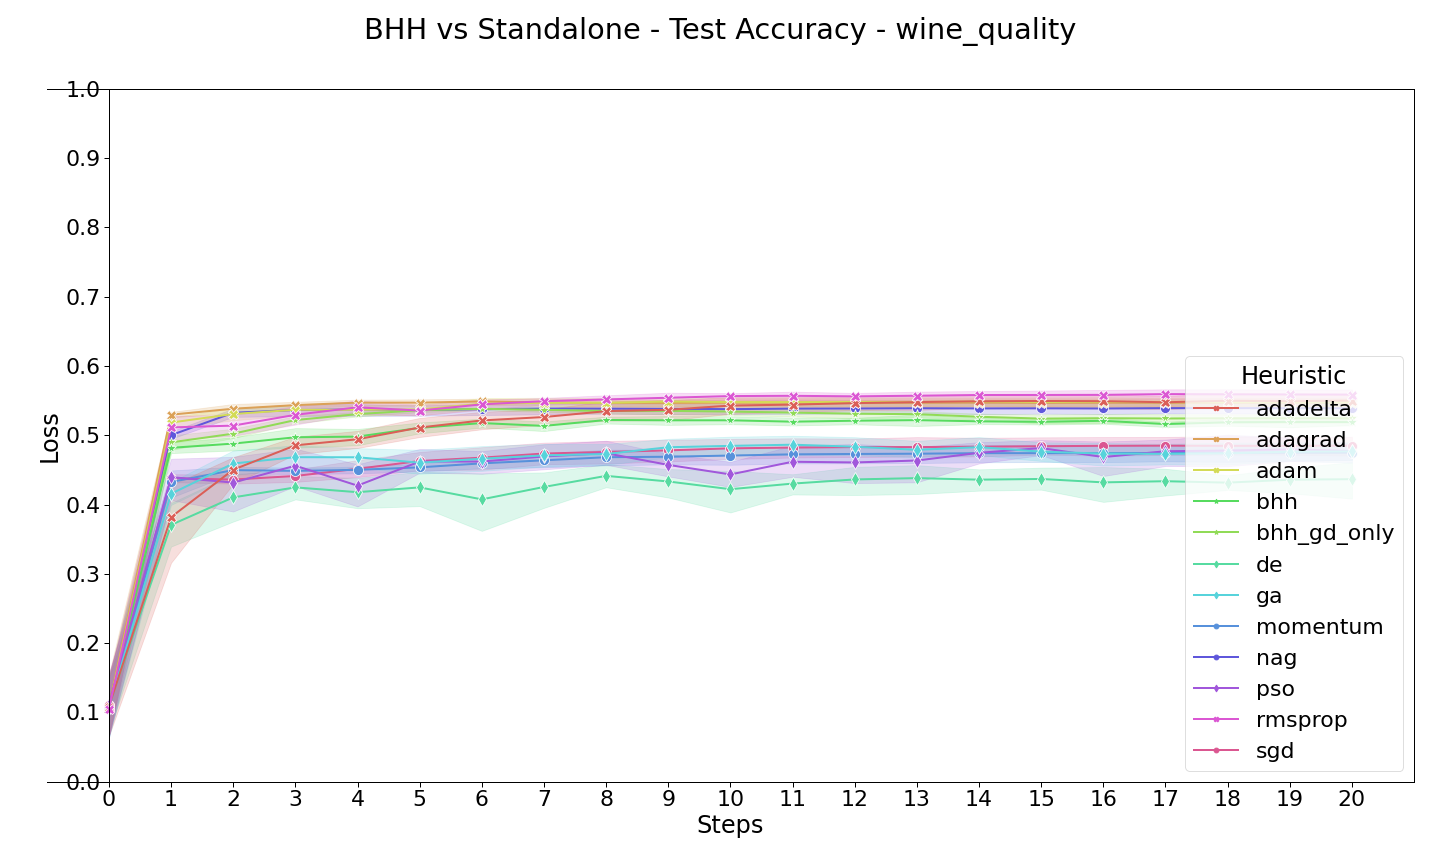 BHH vs Standalone - Test Accuracy - wine_quality
1.0
0.9
0.8
0.7
0.6
0.5
0.4
0.3
0.2
0.1
0.0
Loss
0 1 2 3 4 5 6 7 8 9 10 11 12 13 14 15 16 17 18 19 20
Steps
Heuristic
adadelta
adagrad
adam
bhh
bhh_gd_only
de
ga
momentum
nag
pso
rmsprop
sgd